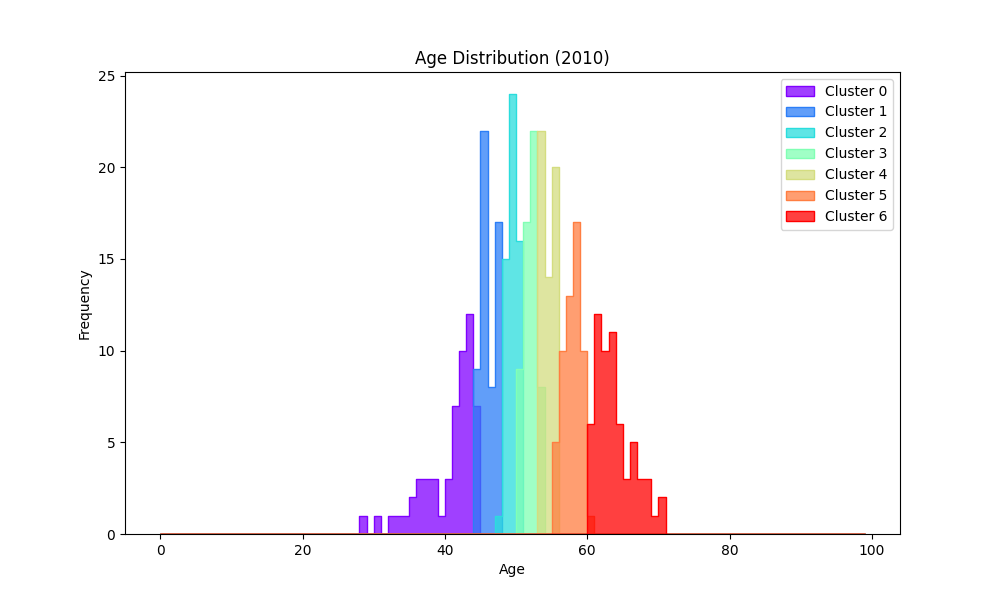 Age Distribution (2010)
25
20
15
10
5
0
Frequency
0 20 40 60 80 100
Age
Cluster 0
Cluster 1
Cluster 2
Cluster 3
Cluster 4
Cluster 5
Cluster 6